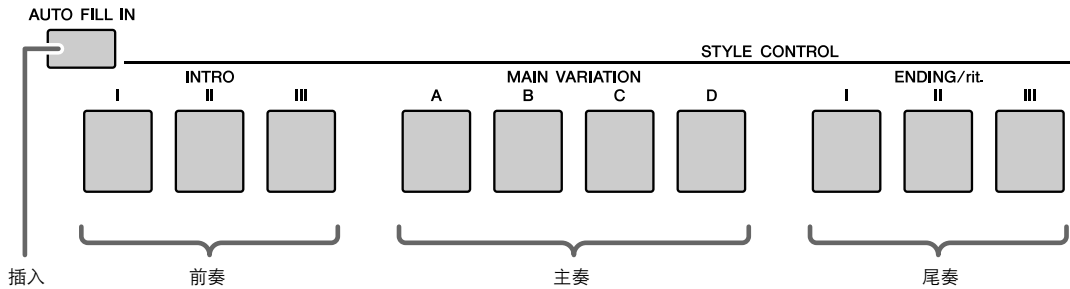 AUTO FILL IN
STYLE CONTROL
INTRO
MAIN VARIATION
ENDING/rit.
I II III A B C D I II III
插入 前奏 主奏 尾奏